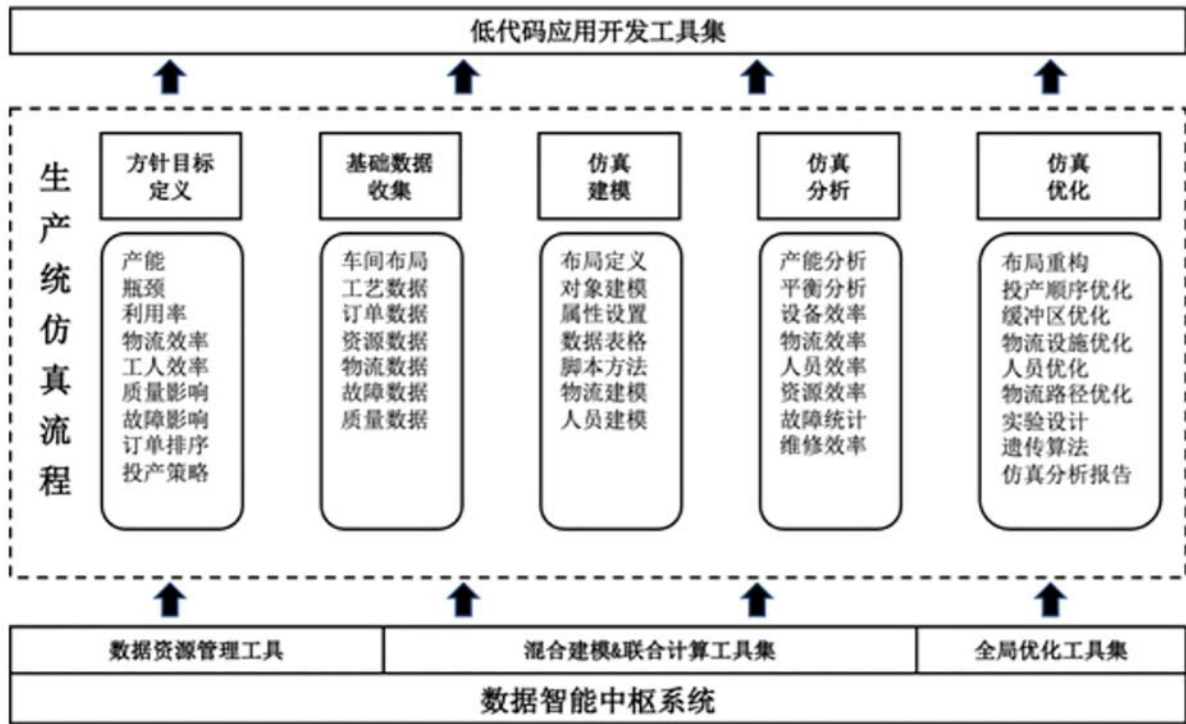 低代码应用开发工具集
生产统仿真流程
方针目标
定义
产能
瓶颈
利用率
物流效率
工人效率
质量影响
故障影响
订单排序
投产策略
基础数据
收集
车间布局
工艺数据
订单数据
资源数据
物流数据
故障数据
质量数据
仿真
建模
布局定义
对象建模
属性设置
数据表格
脚本方法
物流建模
人员建模
仿真
分析
产能分析
平衡分析
设备效率
物流效率
人员效率
资源效率
故障统计
维修效率
仿真
优化
布局重构
投产顺序优化
缓冲区优化
物流设施优化
人员优化
物流路径优化
实验设计
遗传算法
仿真分析报告
数据资源管理工具
混合建模&联合计算工具集
全局优化工具集
数据智能中枢系统